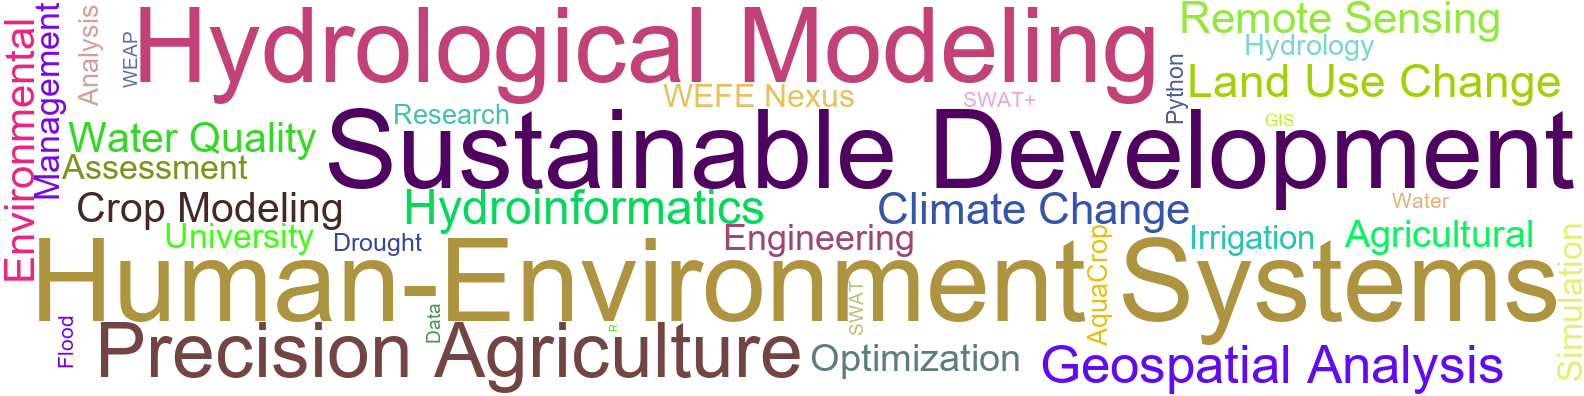 Environmental
Management
Analysis
WEAP
Hydrological Modeling
Remote Sensing
Hydrology
Python
Land Use Change
WEFE Nexus
SWAT+
Research
GIS
Water Quality
Sustainable Development
Assessment
Crop Modeling
Hydroinformatics
Climate Change
Water
University
Drought
Engineering
Irrigation
Agricultural
Human-Environment Systems
AquaCrop
Simulation
SWAT
Data
Flood
R
Precision Agriculture
Optimization
Geospatial Analysis